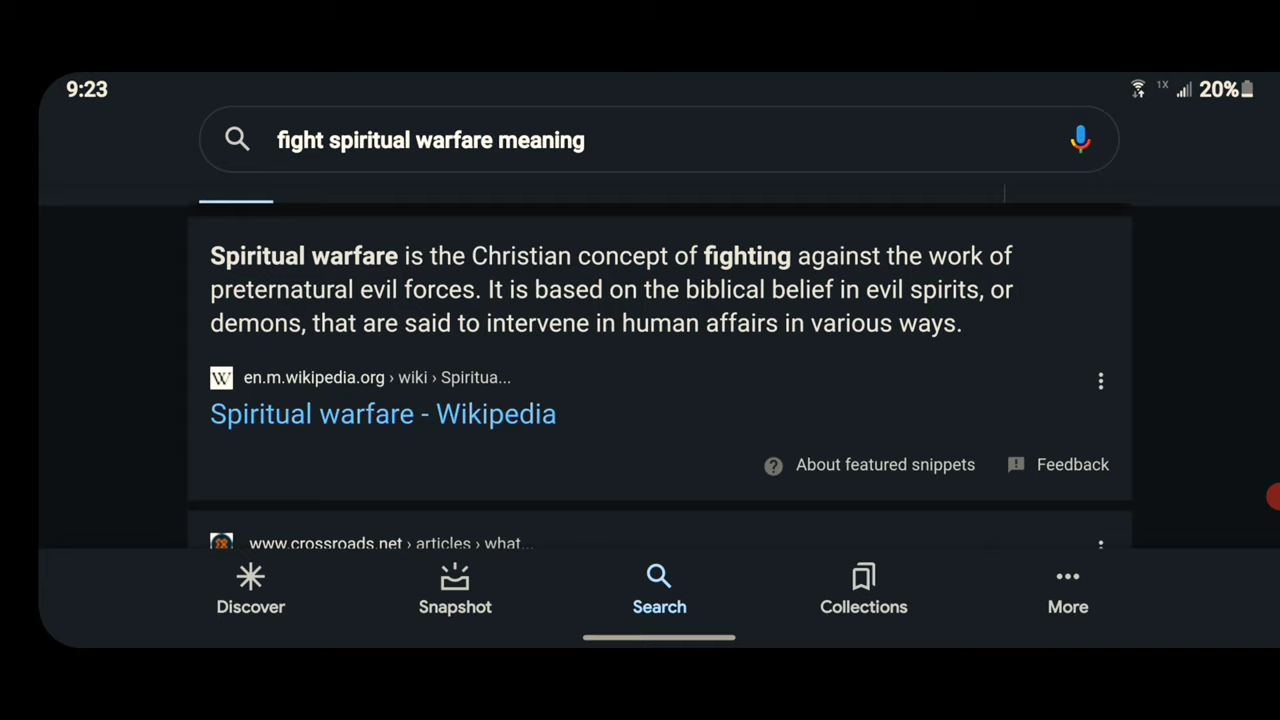 9:23
1X
20%
fight spiritual warfare meaning
Spiritual warfare is the Christian concept of fighting against the work of
preternatural evil forces. It is based on the biblical belief in evil spirits, or
demons, that are said to intervene in human affairs in various ways.
W en.m.wikipedia.org › wiki › Spiritua...
Spiritual warfare - Wikipedia
? About featured snippets ! Feedback
www.crossroads.net › articles › what...
Discover Snapshot Search Collections More